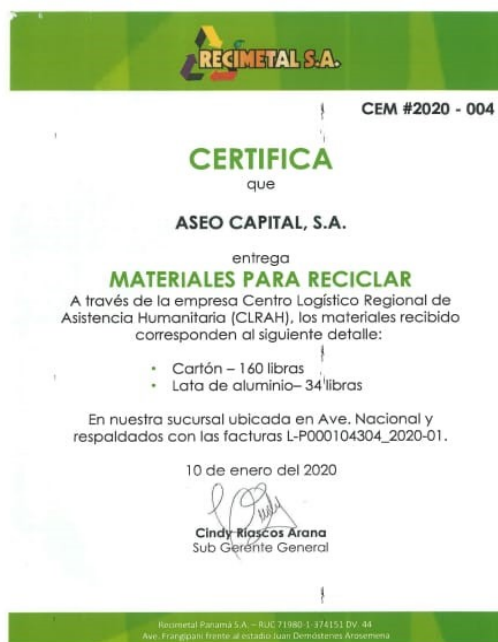 RECIMETAL S.A.
CEM #2020 - 004
CERTIFICA
que
ASEO CAPITAL, S.A.
entrega
MATERIALES PARA RECICLAR
A través de la empresa Centro Logístico Regional de
Asistencia Humanitaria (CLRAH), los materiales recibido
corresponden al siguiente detalle:
• Cartón – 160 libras
• Lata de aluminio– 34 libras
En nuestra sucursal ubicada en Ave. Nacional y
respaldados con las facturas L-P000104304_2020-01.
10 de enero del 2020
Cindy Riascos Arana
Sub Gerente General
Recimetal Panamá S.A. – RUC 71980-1-374151 DV. 44
Ave. Frangipani frente al estadio Juan Demóstenes Arosemena